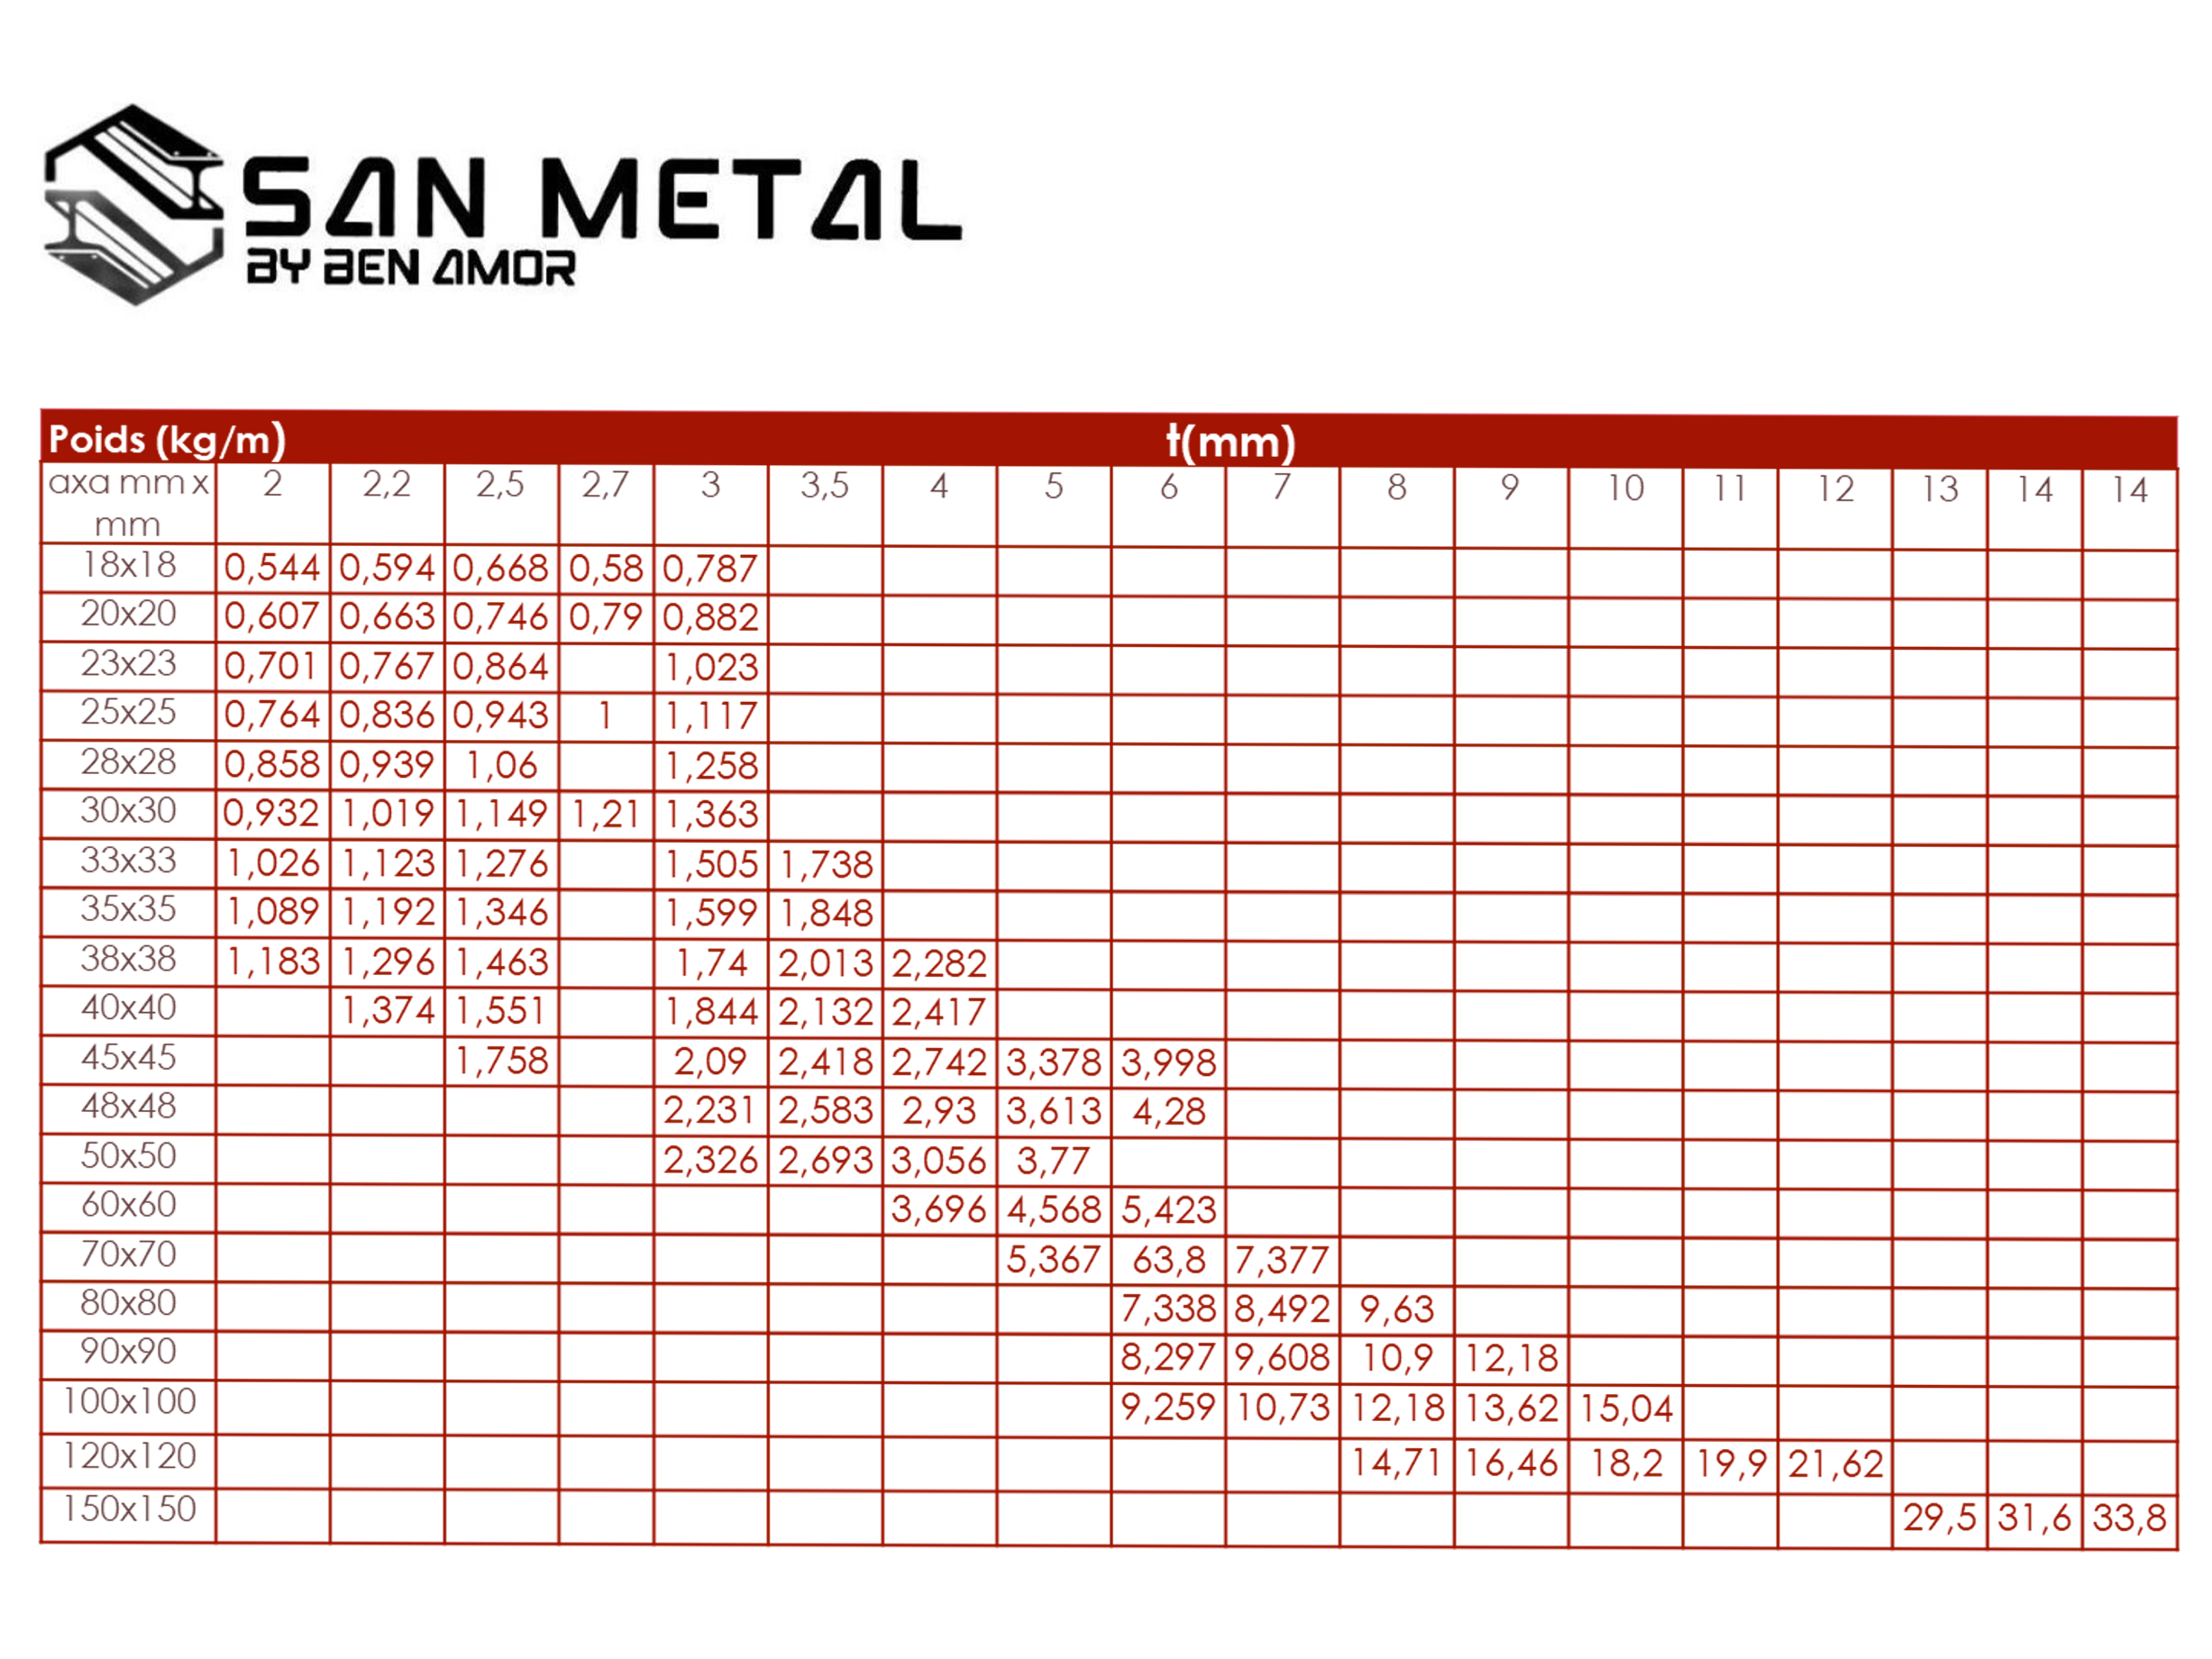 SAN METAL
BY BEN AMOR
Poids (kg/m) t(mm)
axa mm x mm 2 2,2 2,5 2,7 3 3,5 4 5 6 7 8 9 10 11 12 13 14 14
18x18 0,544 0,594 0,668 0,58 0,787
20x20 0,607 0,663 0,746 0,79 0,882
23x23 0,701 0,767 0,864 1,023
25x25 0,764 0,836 0,943 1 1,117
28x28 0,858 0,939 1,06 1,258
30x30 0,932 1,019 1,149 1,21 1,363
33x33 1,026 1,123 1,276 1,505 1,738
35x35 1,089 1,192 1,346 1,599 1,848
38x38 1,183 1,296 1,463 1,74 2,013 2,282
40x40 1,374 1,551 1,844 2,132 2,417
45x45 1,758 2,09 2,418 2,742 3,378 3,998
48x48 2,231 2,583 2,93 3,613 4,28
50x50 2,326 2,693 3,056 3,77
60x60 3,696 4,568 5,423
70x70 5,367 63,8 7,377
80x80 7,338 8,492 9,63
90x90 8,297 9,608 10,9 12,18
100x100 9,259 10,73 12,18 13,62 15,04
120x120 14,71 16,46 18,2 19,9 21,62
150x150 29,5 31,6 33,8